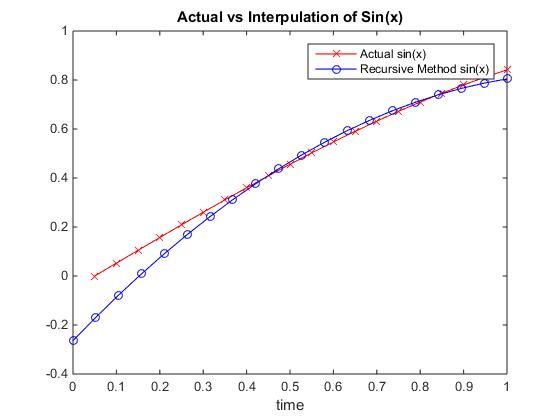 Actual vs Interpulation of Sin(x)
Actual sin(x)
Recursive Method sin(x)
1
0.8
0.6
0.4
0.2
0
-0.2
-0.4
0 0.1 0.2 0.3 0.4 0.5 0.6 0.7 0.8 0.9 1
time